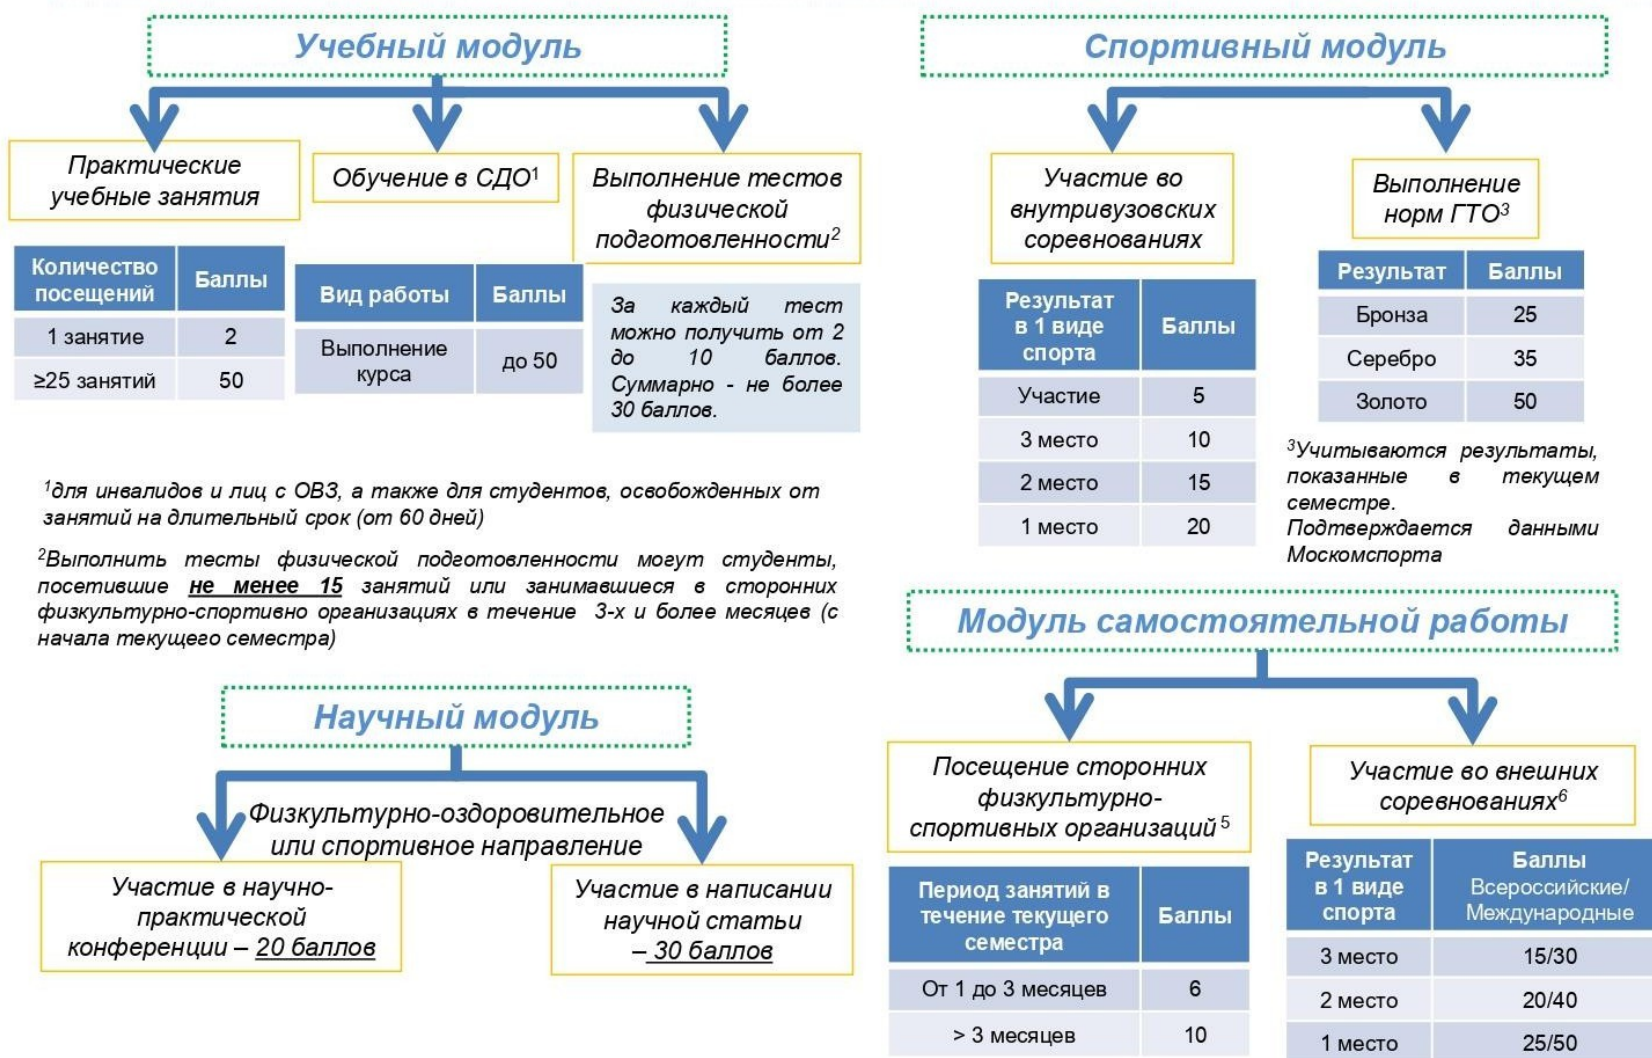 Учебный модуль
Практические
учебные занятия
Обучение в СДО¹
Выполнение тестов
физической
подготовленности²
Количество
посещений
Баллы
1 занятие
2
≥25 занятий
50
Вид работы
Баллы
Выполнение
курса
до 50
За каждый тест
можно получить от 2
до 10 баллов.
Суммарно - не более
30 баллов.
¹для инвалидов и лиц с ОВЗ, а также для студентов, освобожденных от
занятий на длительный срок (от 60 дней)
²Выполнить тесты физической подготовленности могут студенты,
посетившие не менее 15 занятий или занимавшиеся в сторонних
физкультурно-спортивно организациях в течение 3-х и более месяцев (с
начала текущего семестра)
Спортивный модуль
Участие во
внутривузовских
соревнованиях
Выполнение
норм ГТО³
Результат
в 1 виде
спорта
Баллы
Участие
5
3 место
10
2 место
15
1 место
20
Результат
Баллы
Бронза
25
Серебро
35
Золото
50
³Учитываются результаты,
показанные в текущем
семестре.
Подтверждается данными
Москомспорта
Научный модуль
Физкультурно-оздоровительное
или спортивное направление
Участие в научно-
практической
конференции – 20 баллов
Участие в написании
научной статьи
– 30 баллов
Модуль самостоятельной работы
Посещение сторонних
физкультурно-
спортивных организаций ⁵
Участие во внешних
соревнованиях⁶
Период занятий в
течение текущего
семестра
Баллы
От 1 до 3 месяцев
6
> 3 месяцев
10
Результат
в 1 виде
спорта
Баллы
Всероссийские/
Международные
3 место
15/30
2 место
20/40
1 место
25/50